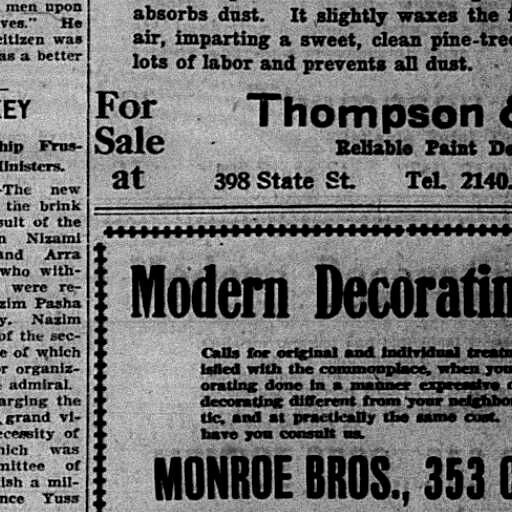 men upon
ves." He
citizen was
as a better
EY
hip Frus-
Ministers.
-The new
the brink
sult of the
n Nizami
and Arra
who with-
were re-
zim Pasha
y. Nazim
of the sec-
e of which
r organiz-
admiral.
arging the
grand vi-
cessity of
hich was
mittee of
ish a mil-
nce Yuss
absorbs dust. It slightly waxes the
air, imparting a sweet, clean pine-tree
lots of labor and prevents all dust.
For
Sale
at
Thompson &
Reliable Paint De
398 State St. Tel. 2140.
Modern Decoratin
Calls for original and individual treatm
isfied with the commonplace, when you
orating done in a manner expressive o
decorating different from your neighbor
tic, and at practically the same cost.
have you consult us.
MONROE BROS., 353 C